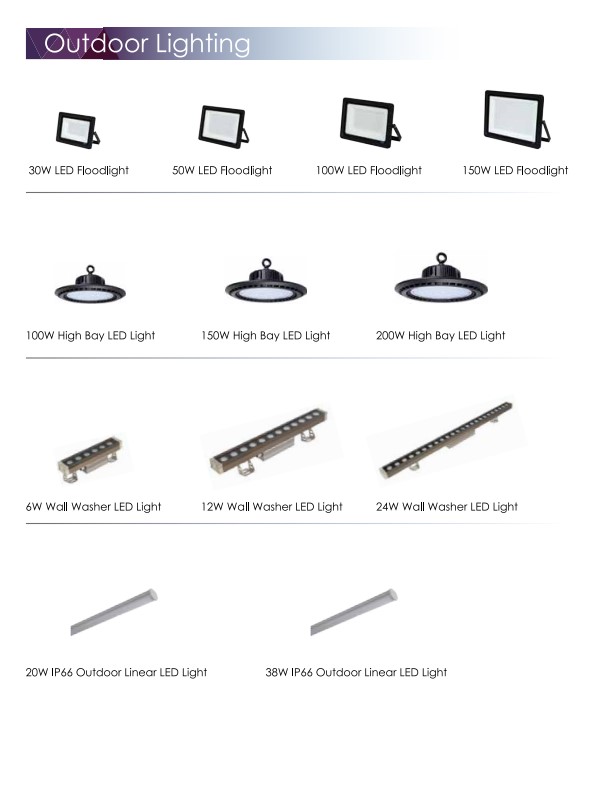 Outdoor Lighting
30W LED Floodlight
50W LED Floodlight
100W LED Floodlight
150W LED Floodlight
100W High Bay LED Light
150W High Bay LED Light
200W High Bay LED Light
6W Wall Washer LED Light
12W Wall Washer LED Light
24W Wall Washer LED Light
20W IP66 Outdoor Linear LED Light
38W IP66 Outdoor Linear LED Light